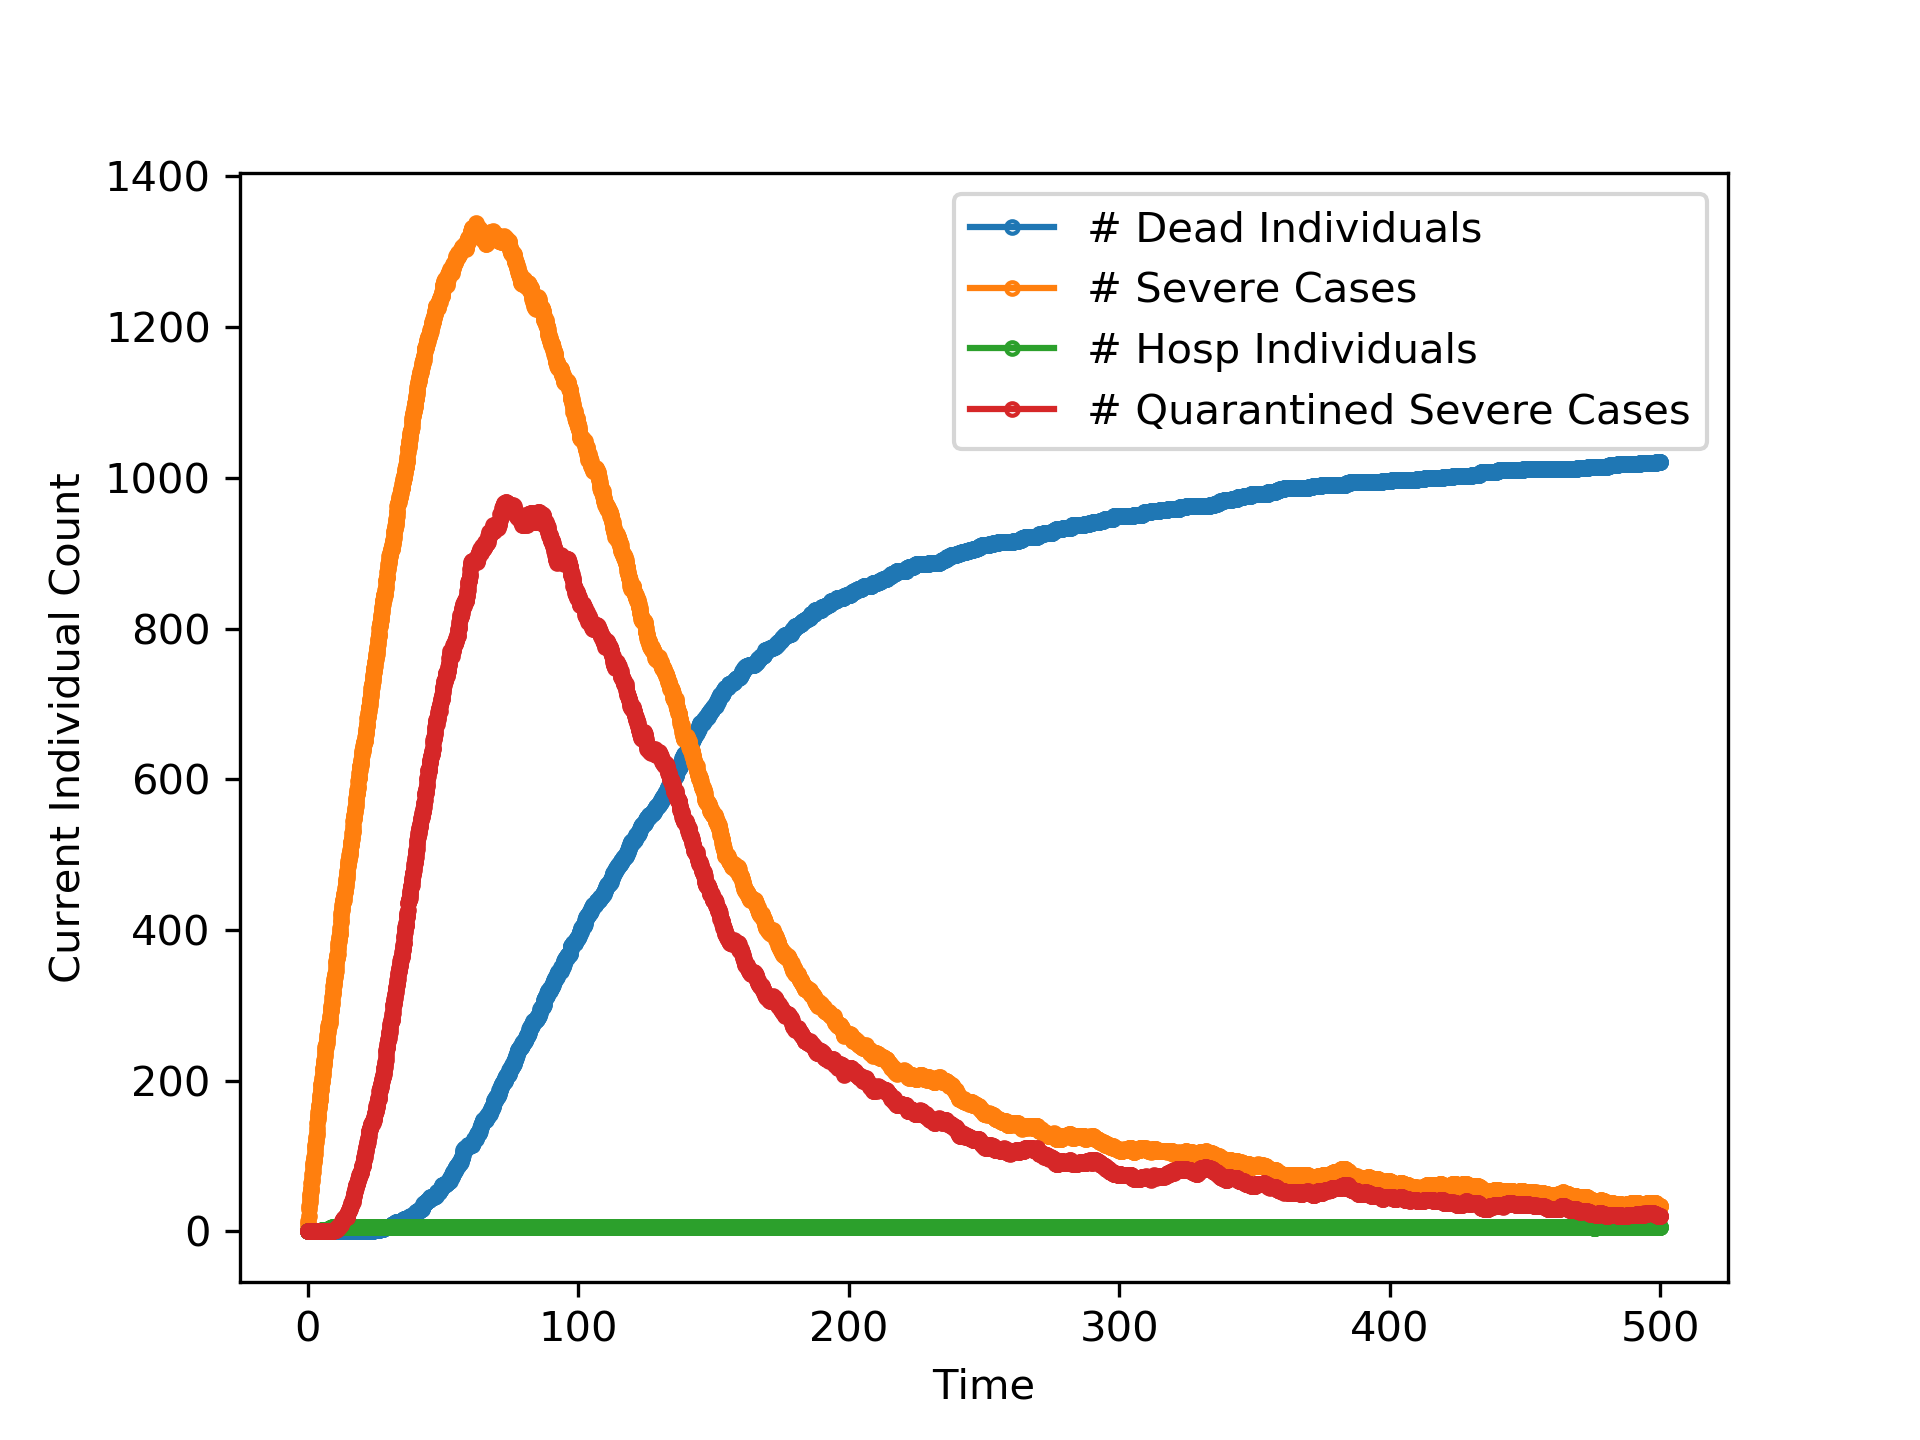 1400
1200
1000
800
600
400
200
0
Current Individual Count
# Dead Individuals
# Severe Cases
# Hosp Individuals
# Quarantined Severe Cases
0 100 200 300 400 500
Time